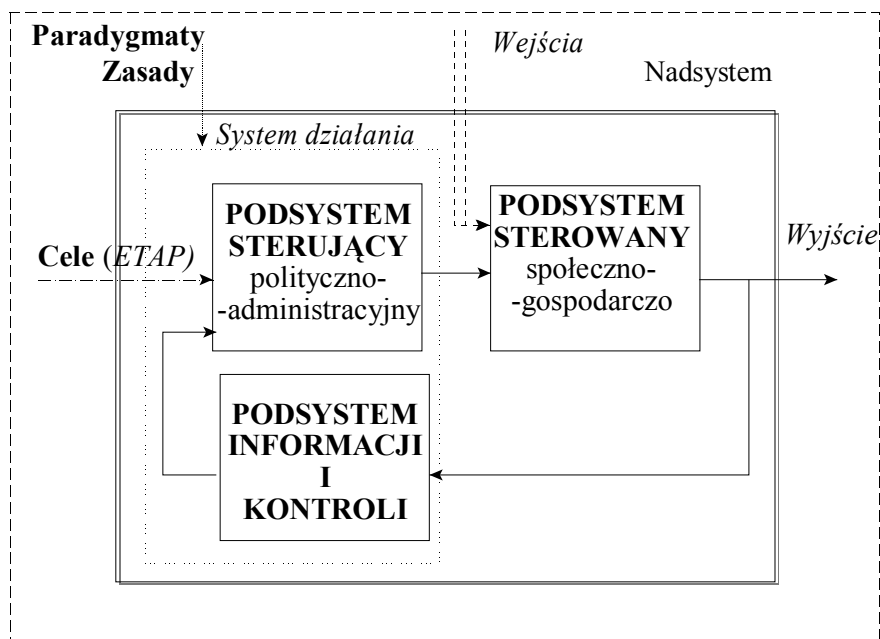 Paradygmaty
Zasady
Wejścia
Nadsystem
System działania
PODSYSTEM
STERUJĄCY
polityczno-
-administracyjny
PODSYSTEM
STEROWANY
społeczno-
-gospodarczo
Wyjście
Cele (ETAP)
PODSYSTEM
INFORMACJI
I
KONTROLI